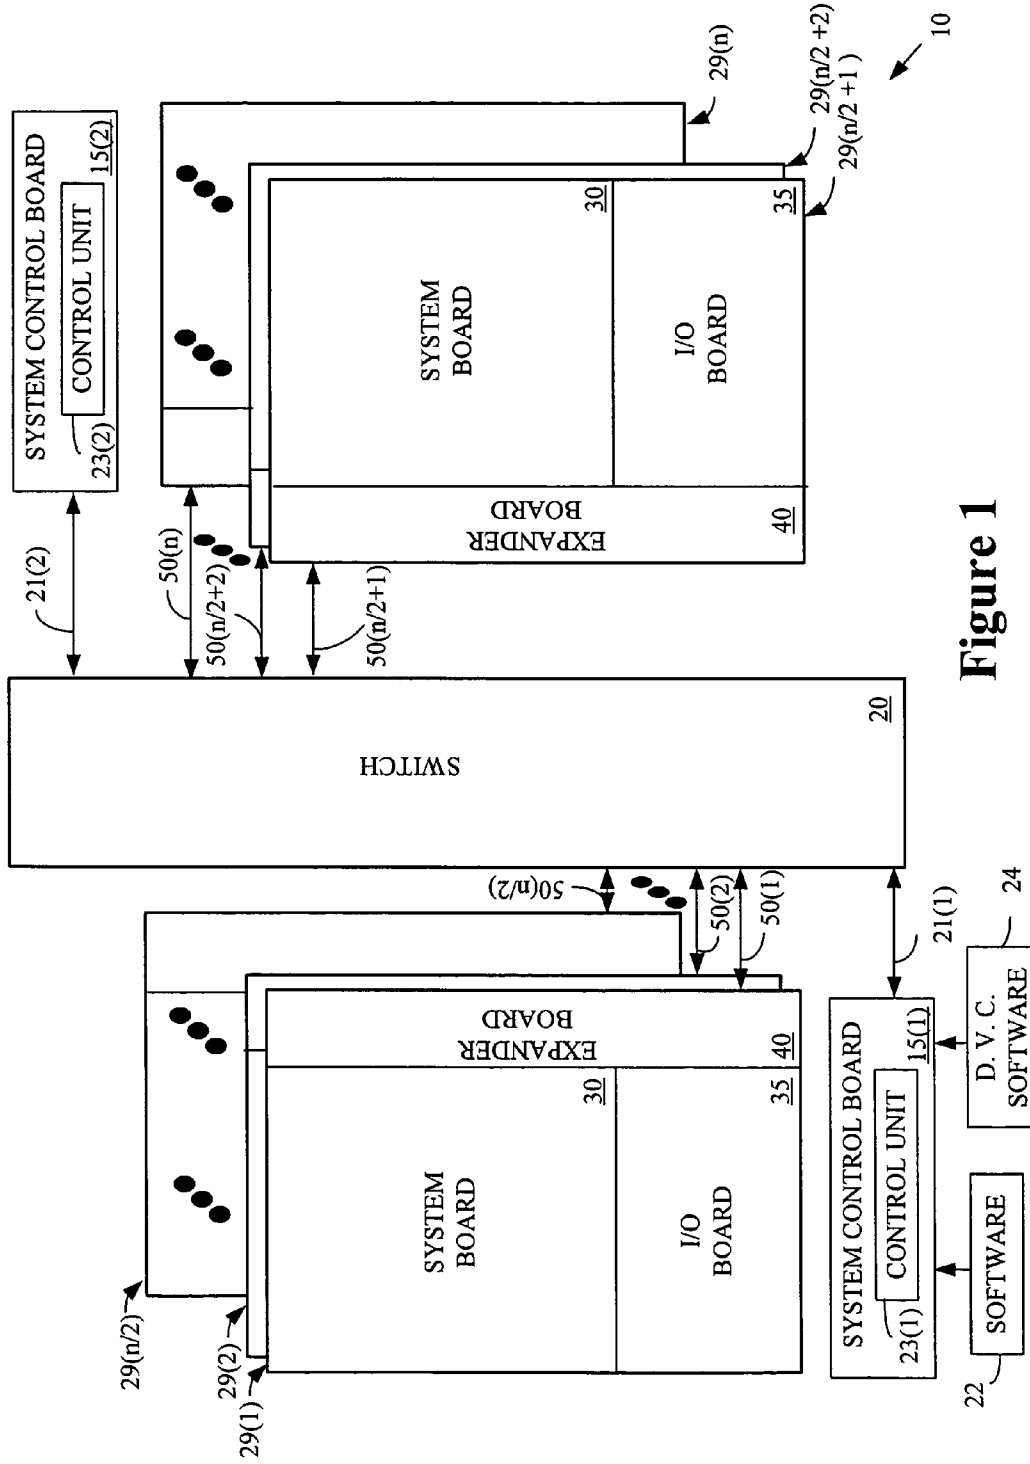 29(n/2)
29(2)
29(1)
SYSTEM
BOARD
30
I/O
BOARD
35
EXPANDER
BOARD
40
50(n/2)
50(2)
50(1)
SYSTEM CONTROL BOARD
15(1)
CONTROL UNIT
23(1)
21(1)
SOFTWARE
22
D. V. C.
SOFTWARE
24
SWITCH
20
SYSTEM CONTROL BOARD
15(2)
CONTROL UNIT
23(2)
21(2)
50(n)
50(n/2+2)
50(n/2+1)
EXPANDER
BOARD
40
SYSTEM
BOARD
30
I/O
BOARD
35
29(n)
29(n/2 +2)
29(n/2 +1)
10
Figure 1